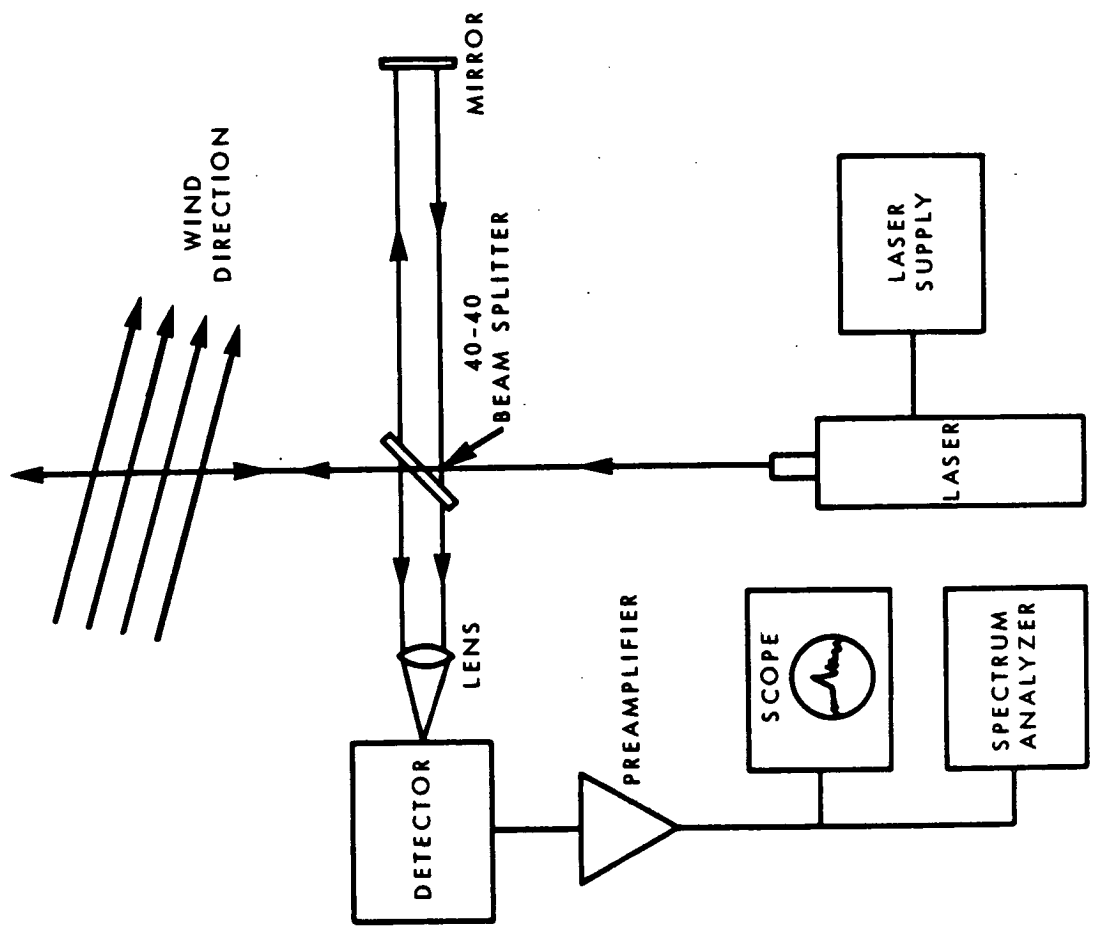 WIND
DIRECTION
MIRROR
40-40
BEAM SPLITTER
LASER
SUPPLY
LASER
LENS
PREAMPLIFIER
SCOPE
DETECTOR
SPECTRUM
ANALYZER